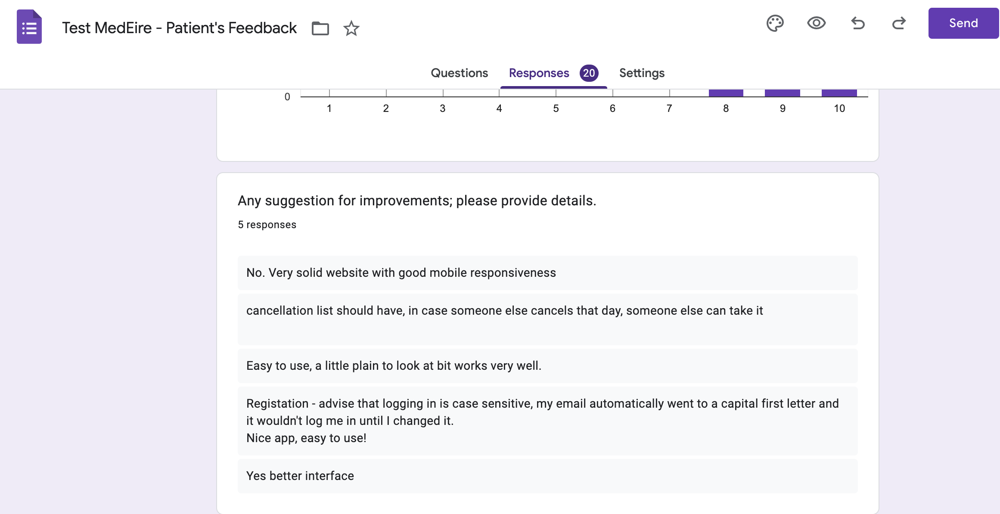 Test MedEire - Patient's Feedback
Send
Questions
Responses 20
Settings
0
1 2 3 4 5 6 7 8 9 10
Any suggestion for improvements; please provide details.
5 responses
No. Very solid website with good mobile responsiveness
cancellation list should have, in case someone else cancels that day, someone else can take it
Easy to use, a little plain to look at bit works very well.
Registation - advise that logging in is case sensitive, my email automatically went to a capital first letter and
it wouldn't log me in until I changed it.
Nice app, easy to use!
Yes better interface